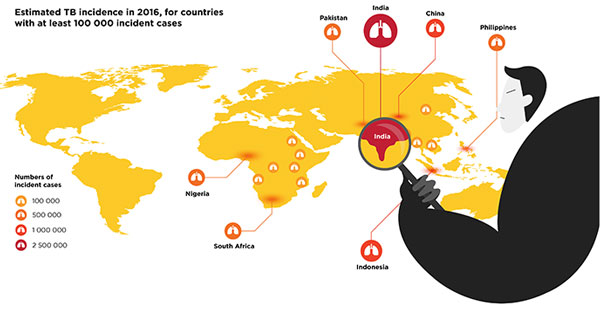 Estimated TB incidence in 2016, for countries
with at least 100 000 incident cases
Pakistan
India
China
Philippines
India
Numbers of
incident cases
100 000
500 000
1 000 000
2 500 000
Nigeria
South Africa
Indonesia